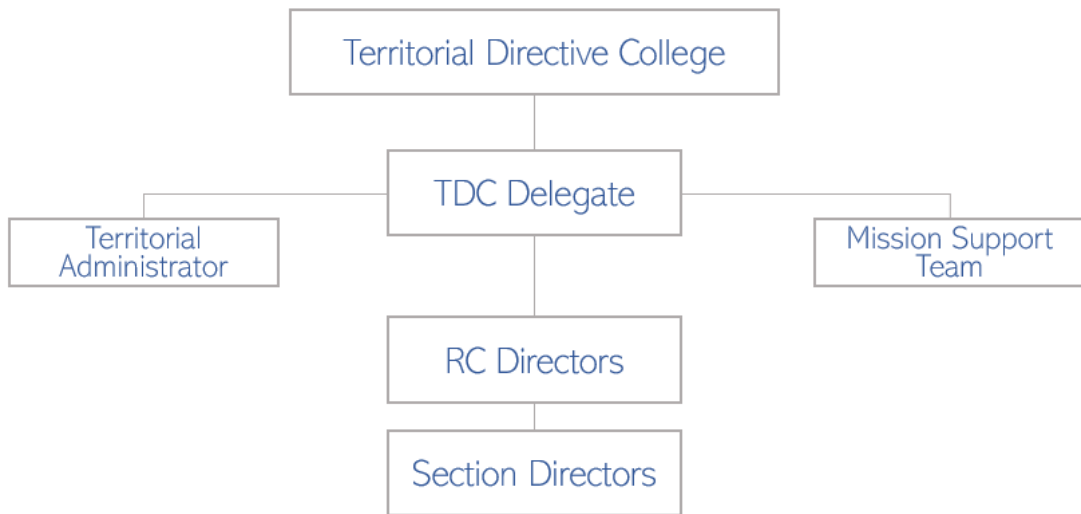 Territorial Directive College
TDC Delegate
Territorial
Administrator
Mission Support
Team
RC Directors
Section Directors